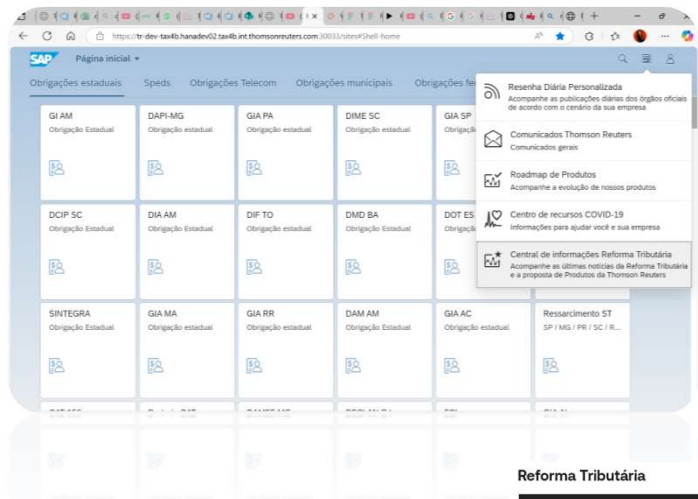 https://tr-dev-tax4b.hanadev02.tax4b.int.thomsonreuters.com:30033/sites#Shell-home
SAP Página inicial
Obrigações estaduais Speds Obrigações Telecom Obrigações municipais Obrigações fe
Resenha Diária Personalizada
Acompanhe as publicações diárias dos órgãos oficiais
de acordo com o cenário da sua empresa
Comunicados Thomson Reuters
Comunicados gerais
Roadmap de Produtos
Acompanhe a evolução de nossos produtos
Centro de recursos COVID-19
Informações para ajudar você e sua empresa
Central de informações Reforma Tributária
Acompanhe as últimas notícias da Reforma Tributária
e a proposta de Produtos da Thomson Reuters
GI AM DAPI-MG GIA PA DIME SC GIA SP
Obrigação Estadual Obrigação Estadual Obrigação Estadual Obrigação Estadual
DCIP SC DIA AM DIF TO DMD BA DOT ES
Obrigação Estadual Obrigação Estadual Obrigação Estadual Obrigação Estadual
SINTEGRA GIA MA GIA RR DAM AM GIA AC Ressarcimento ST
Obrigação Estadual Obrigação estadual Obrigação estadual Obrigação Estadual Obrigação estadual SP / MG / PR / SC / R...
Reforma Tributária